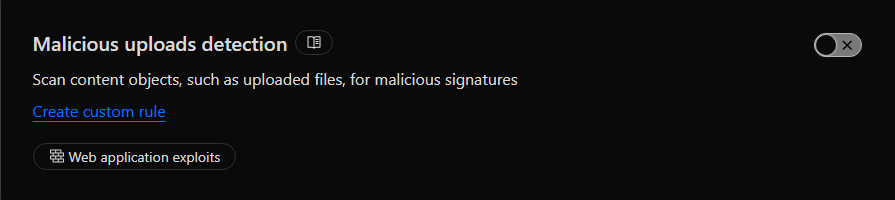 Malicious uploads detection
Scan content objects, such as uploaded files, for malicious signatures
Create custom rule
Web application exploits